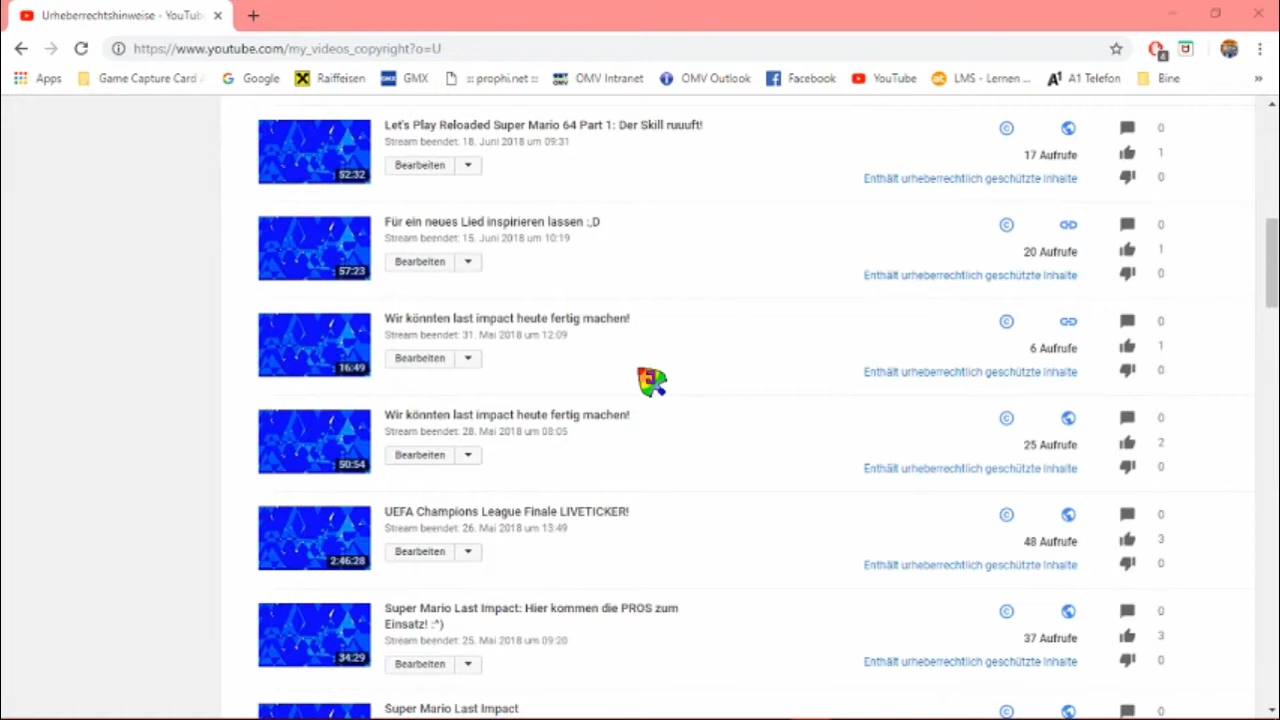 Urheberrechtshinweise - YouTub
https://www.youtube.com/my_videos_copyright?o=U
4
Apps
Game Capture Card
Google
Raiffeisen
GMX
:: prophi.net ::
OMV Intranet
OMV Outlook
Facebook
YouTube
LMS - Lernen ...
A1 Telefon
Bine
»
Let's Play Reloaded Super Mario 64 Part 1: Der Skill ruuuft!
Stream beendet: 18. Juni 2018 um 09:31
Bearbeiten
52:32
17 Aufrufe
Enthält urheberrechtlich geschützte Inhalte
0
1
0
Für ein neues Lied inspirieren lassen :,D
Stream beendet: 15. Juni 2018 um 10:19
Bearbeiten
57:23
20 Aufrufe
Enthält urheberrechtlich geschützte Inhalte
0
1
0
Wir könnten last impact heute fertig machen!
Stream beendet: 31. Mai 2018 um 12:09
Bearbeiten
16:49
6 Aufrufe
Enthält urheberrechtlich geschützte Inhalte
0
1
0
Wir könnten last impact heute fertig machen!
Stream beendet: 28. Mai 2018 um 08:05
Bearbeiten
50:54
25 Aufrufe
Enthält urheberrechtlich geschützte Inhalte
0
2
0
UEFA Champions League Finale LIVETICKER!
Stream beendet: 26. Mai 2018 um 13:49
Bearbeiten
2:46:28
48 Aufrufe
Enthält urheberrechtlich geschützte Inhalte
0
3
0
Super Mario Last Impact: Hier kommen die PROS zum
Einsatz! :^)
Stream beendet: 25. Mai 2018 um 09:20
Bearbeiten
34:29
37 Aufrufe
Enthält urheberrechtlich geschützte Inhalte
0
3
0
Super Mario Last Impact
0